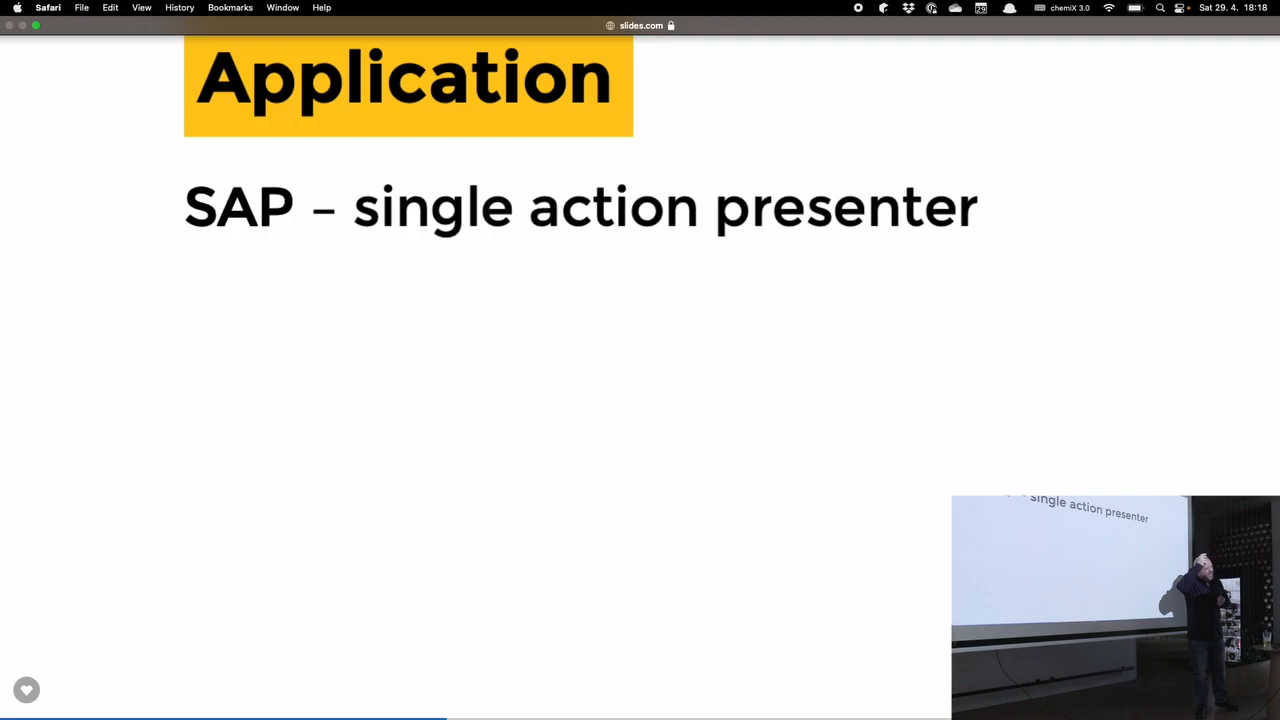 Safari File Edit View History Bookmarks Window Help 29 chemiX 3.0 Sat 29. 4. 18:18
slides.com
Application
SAP – single action presenter
single action presenter